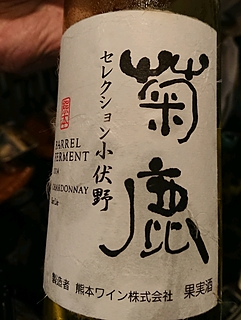 菊鹿
セレクション小伏野
BARREL
FERMENT
CHARDONNAY
製造者 熊本ワイン株式会社 果実酒